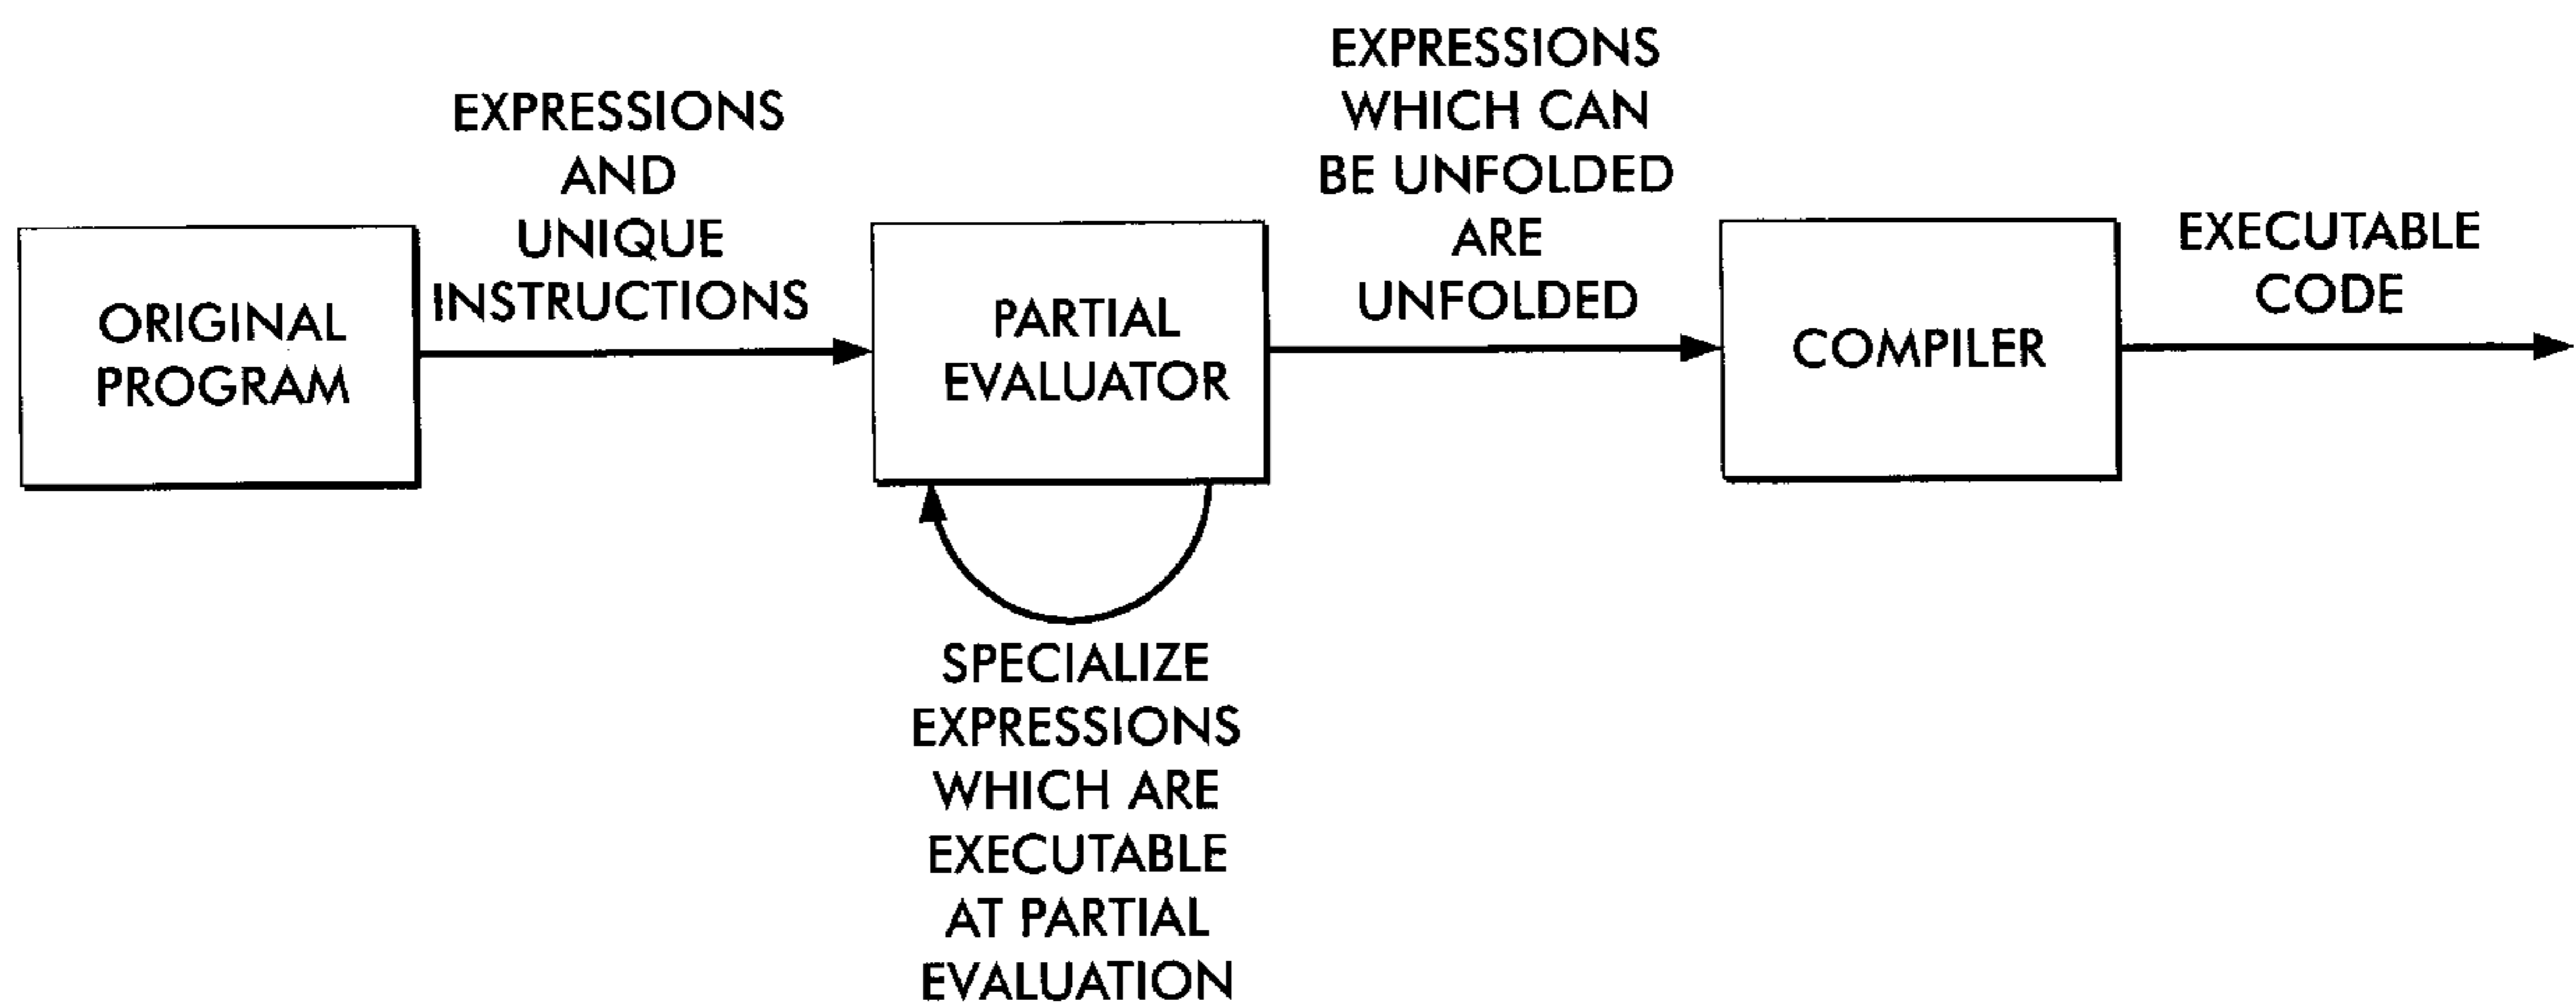 ORIGINAL
PROGRAM
EXPRESSIONS
AND
UNIQUE
INSTRUCTIONS
PARTIAL
EVALUATOR
SPECIALIZE
EXPRESSIONS
WHICH ARE
EXECUTABLE
AT PARTIAL
EVALUATION
EXPRESSIONS
WHICH CAN
BE UNFOLDED
ARE
UNFOLDED
COMPILER
EXECUTABLE
CODE